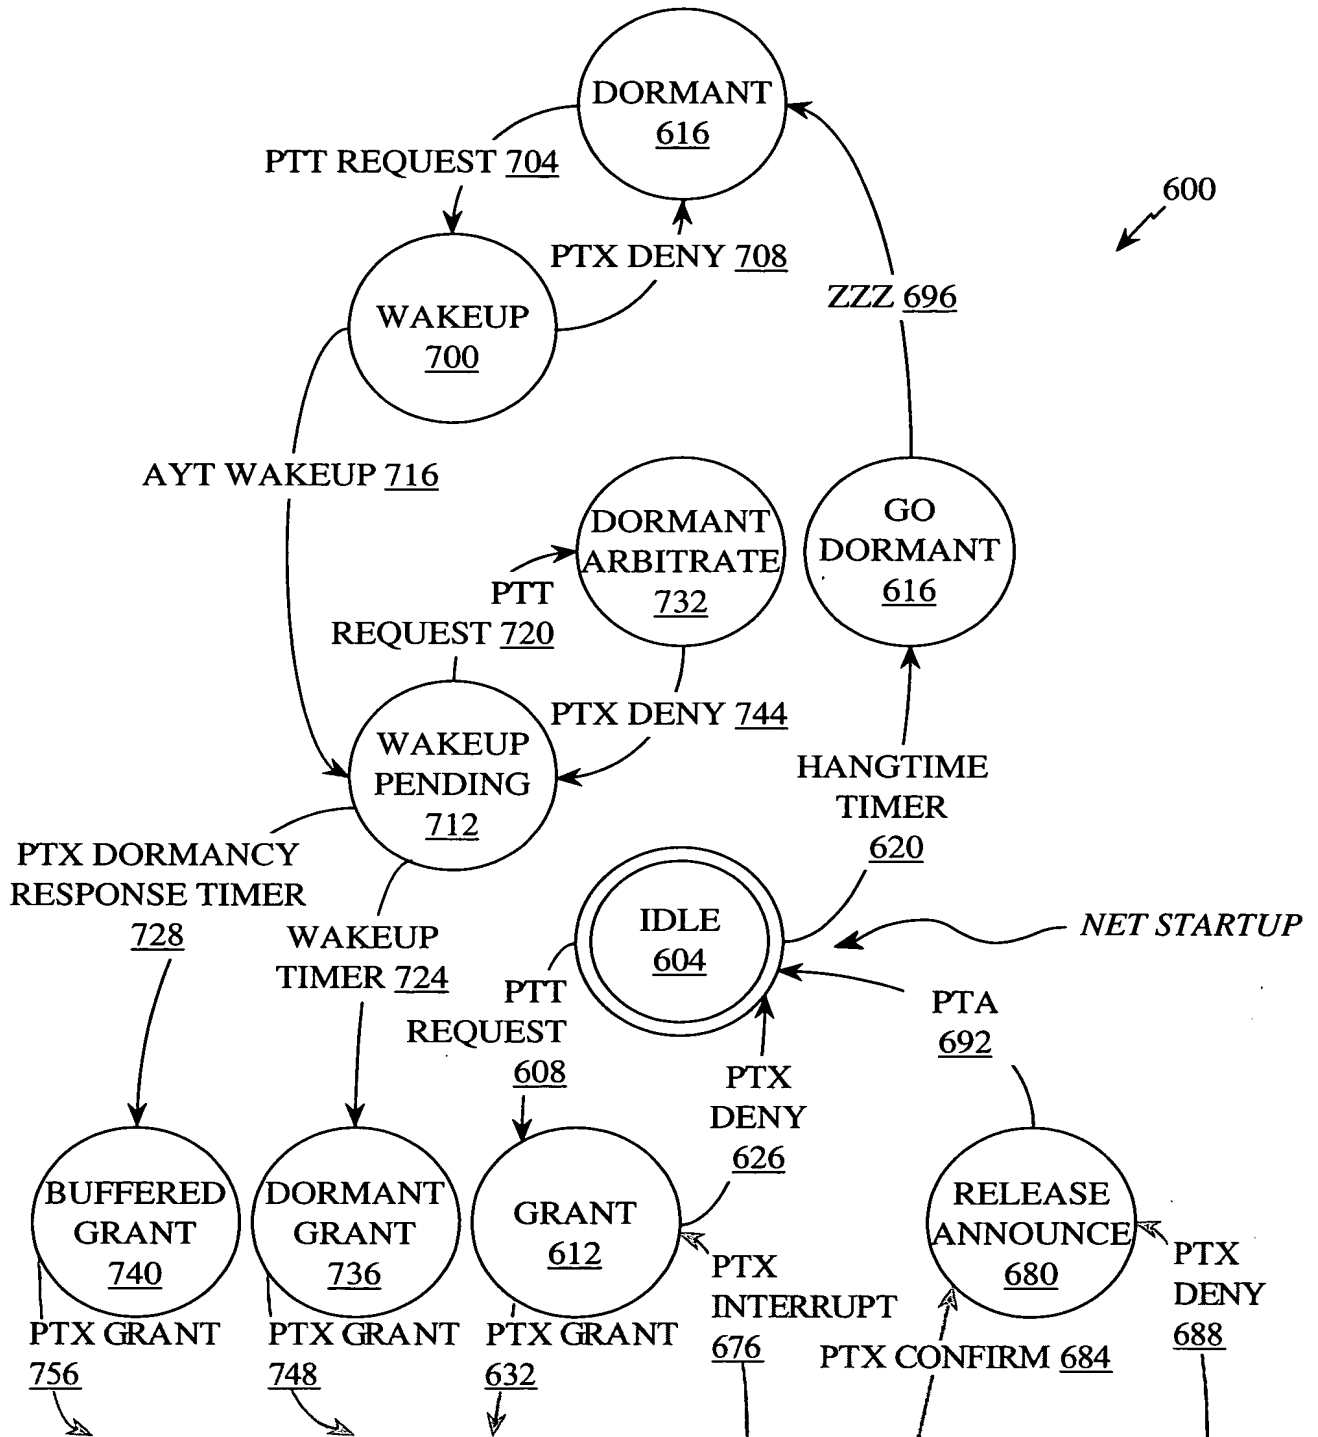 DORMANT
616
PTT REQUEST 704
600
PTX DENY 708
ZZZ 696
WAKEUP
700
AYT WAKEUP 716
DORMANT
ARBITRATE
732
GO
DORMANT
616
PTT
REQUEST 720
PTX DENY 744
WAKEUP
PENDING
712
HANGTIME
TIMER
620
PTX DORMANCY
RESPONSE TIMER
728
WAKEUP
TIMER 724
IDLE
604
NET STARTUP
PTT
REQUEST
608
PTA
692
PTX
DENY
626
BUFFERED
GRANT
740
DORMANT
GRANT
736
GRANT
612
RELEASE
ANNOUNCE
680
PTX
INTERRUPT
676
PTX
DENY
688
PTX GRANT
756
PTX GRANT
748
PTX GRANT
632
PTX CONFIRM 684